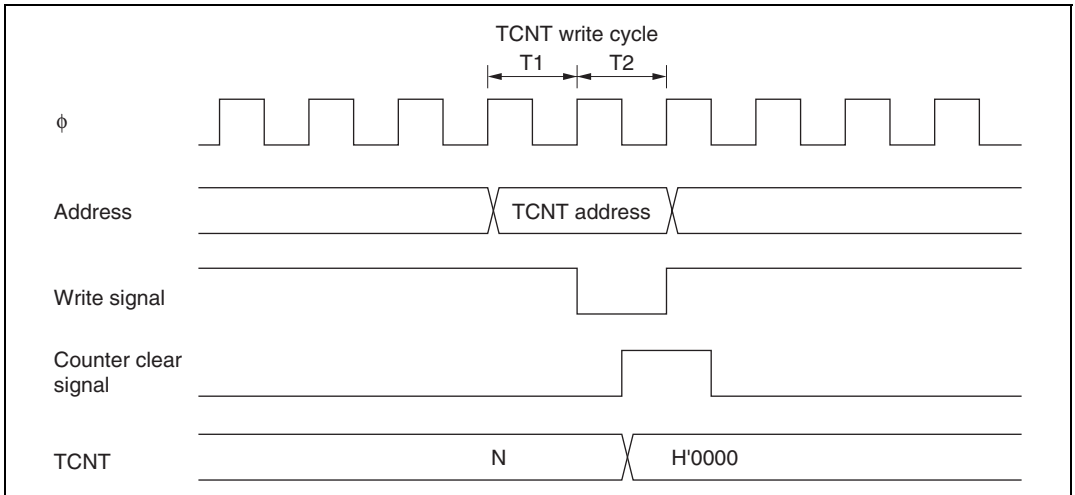 TCNT write cycle
T1 T2
ϕ
Address
TCNT address
Write signal
Counter clear
signal
TCNT
N
H'0000